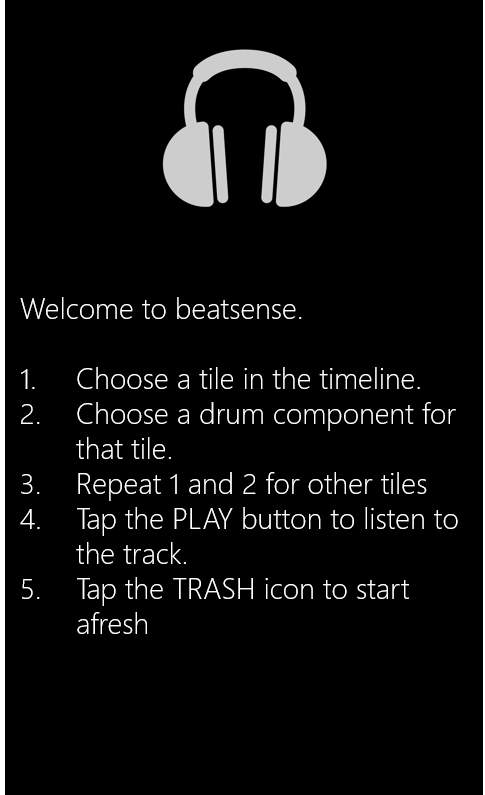 Welcome to beatsense.
1. Choose a tile in the timeline.
2. Choose a drum component for
that tile.
3. Repeat 1 and 2 for other tiles
4. Tap the PLAY button to listen to
the track.
5. Tap the TRASH icon to start
afresh